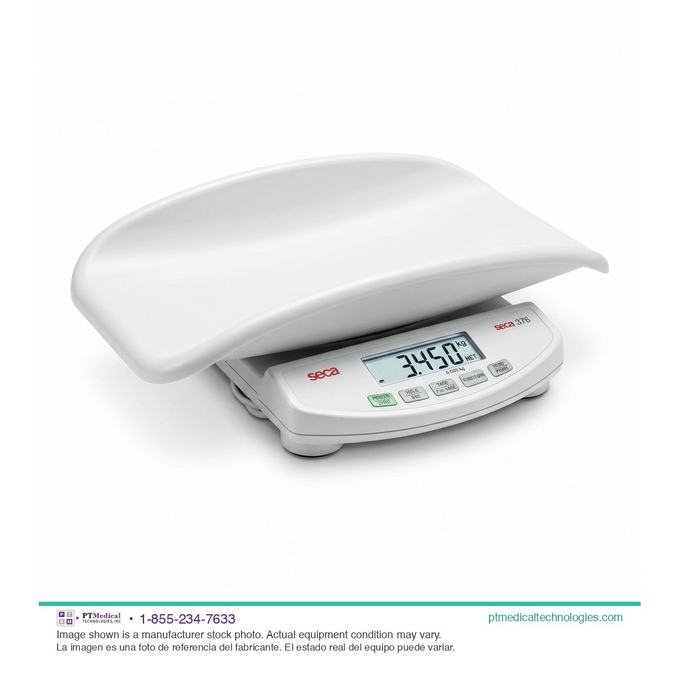 seca 376
3.450 kg
NET
seca
PTMedical
TECHNOLOGIES, INC
• 1-855-234-7633
ptmedicaltechnologies.com
Image shown is a manufacturer stock photo. Actual equipment condition may vary.
La imagen es una foto de referencia del fabricante. El estado real del equipo puede variar.